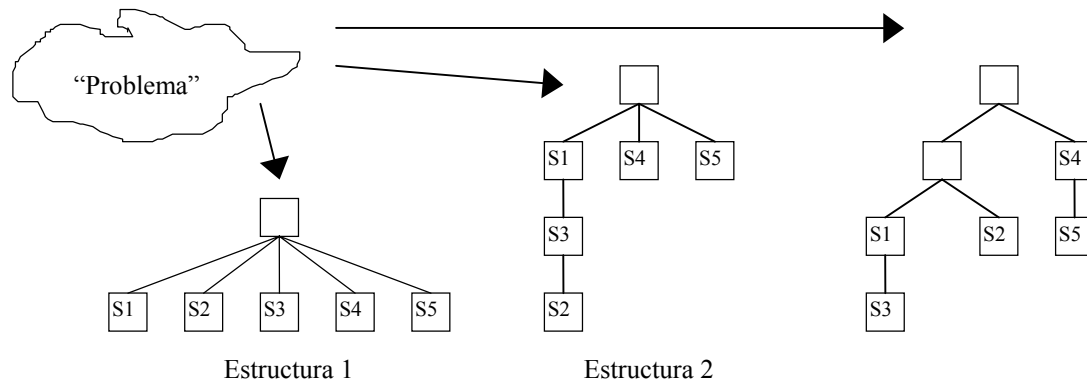 “Problema”
S1 S4 S5
S4
S3
S1 S2 S5
S1 S2 S3 S4 S5
S2
S3
Estructura 1
Estructura 2